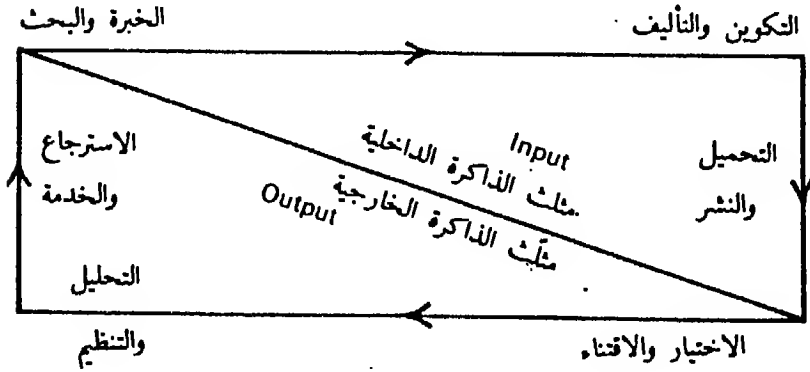 الخبرة والبحث
التكوين والتأليف
الاسترجاع
والخدمة
Input
مثلث الذاكرة الداخلية
Output
مثلّث الذاكرة الخارجية
التحميل
والنشر
التحليل
والتنظيم
الاختيار والاقتناء